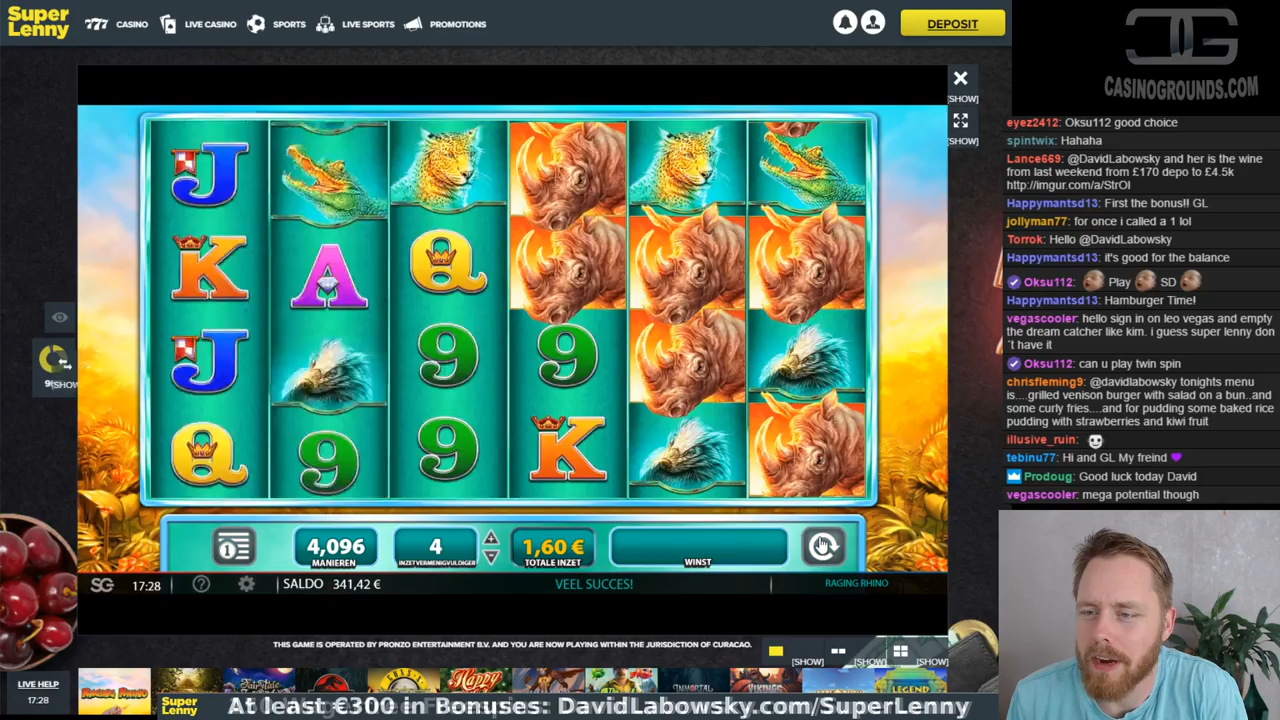 Super Lenny
777 CASINO LIVE CASINO SPORTS LIVE SPORTS PROMOTIONS DEPOSIT
CG
CASINOGROUNDS.COM
[SHOW]
[SHOW]
J
K
A
Q
J
9
9
Q
9
9
K
9!SHOW
4,096
MANIEREN
4
INZETVERMENIGVULDIGER
1,60 €
TOTALE INZET
WINST
SG 17:28 SALDO 341,42 € VEEL SUCCES! RAGING RHINO
THIS GAME IS OPERATED BY PRONZO ENTERTAINMENT B.V. AND YOU ARE NOW PLAYING WITHIN THE JURISDICTION OF CURACAO.
[SHOW] [SHOW] [SHOW]
LIVE HELP
17:28
RAGING RHINO
Happy
IMMORTAL
VIKINGS
LEGEND
Super Lenny
At least €300 in Bonuses: DavidLabowsky.com/SuperLenny
eyez2412: Oksu112 good choice
spintwix: Hahaha
Lance669: @DavidLabowsky and her is the wine
from last weekend from £170 depo to £4.5k
http://imgur.com/a/StrOI
Happymantsd13: First the bonus!! GL
jollyman77: for once i called a 1 lol
Torrok: Hello @DavidLabowsky
Happymantsd13: it's good for the balance
Oksu112: Play SD
Happymantsd13: Hamburger Time!
vegascooler: hello sign in on leo vegas and empty
the dream catcher like kim. i guess super lenny don
´t have it
Oksu112: can u play twin spin
chrisfleming9: @davidlabowsky tonights menu
is....grilled venison burger with salad on a bun..and
some curly fries....and for pudding some baked rice
pudding with strawberries and kiwi fruit
illusive_ruin:
tebinu77: Hi and GL My freind
Prodoug: Good luck today David
vegascooler: mega potential though